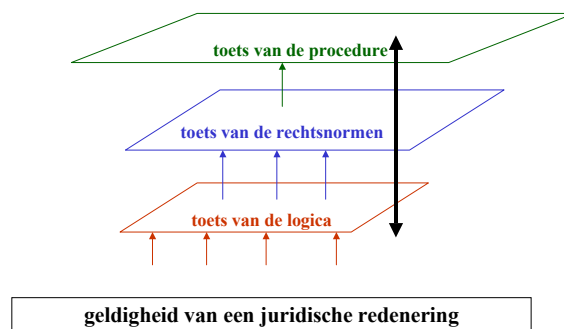 toets van de procedure
toets van de rechtsnormen
toets van de logica
geldigheid van een juridische redenering